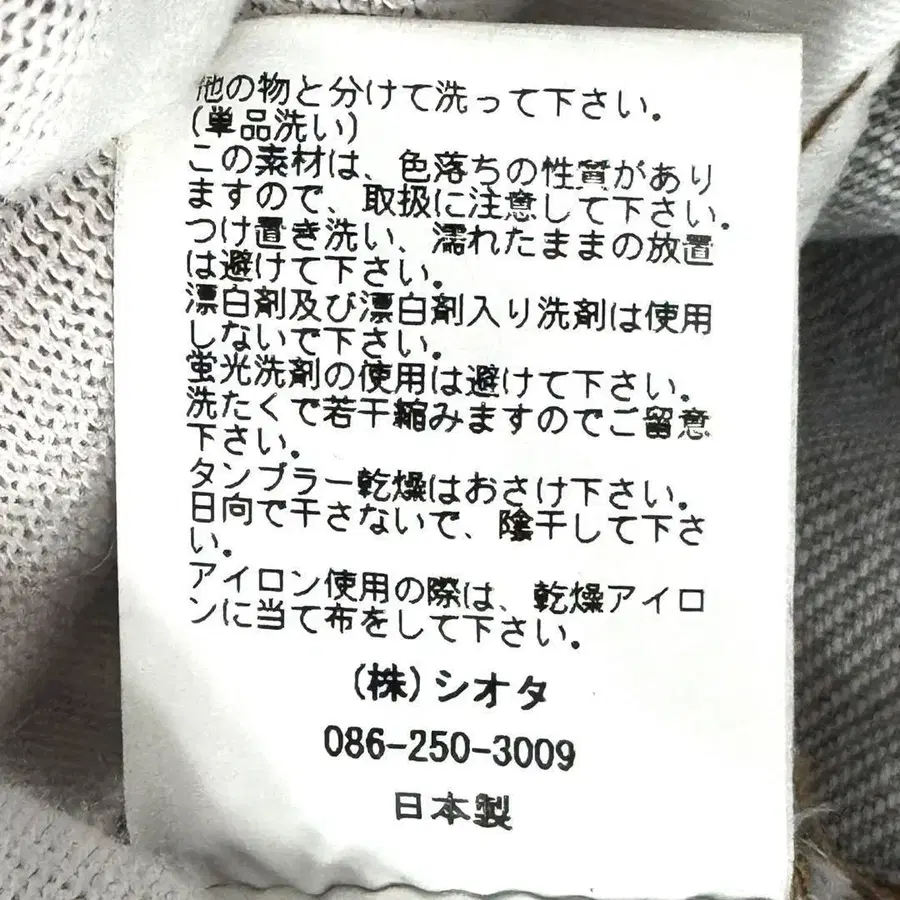 他の物と分けて洗って下さい。
(単品洗い)
この素材は、色落ちの性質があり
ますので、取扱に注意して下さい。
つけ置き洗い、濡れたままの放置
は避けて下さい。
漂白剤及び漂白剤入り洗剤は使用
しないで下さい。
蛍光洗剤の使用は避けて下さい。
洗たくで若干縮みますのでご留意
下さい。
タンブラー乾燥はおさけ下さい。
日向で干さないで、陰干して下さ
い。
アイロン使用の際は、乾燥アイロ
ンに当て布をして下さい。
(株)シオタ
086-250-3009
日本製